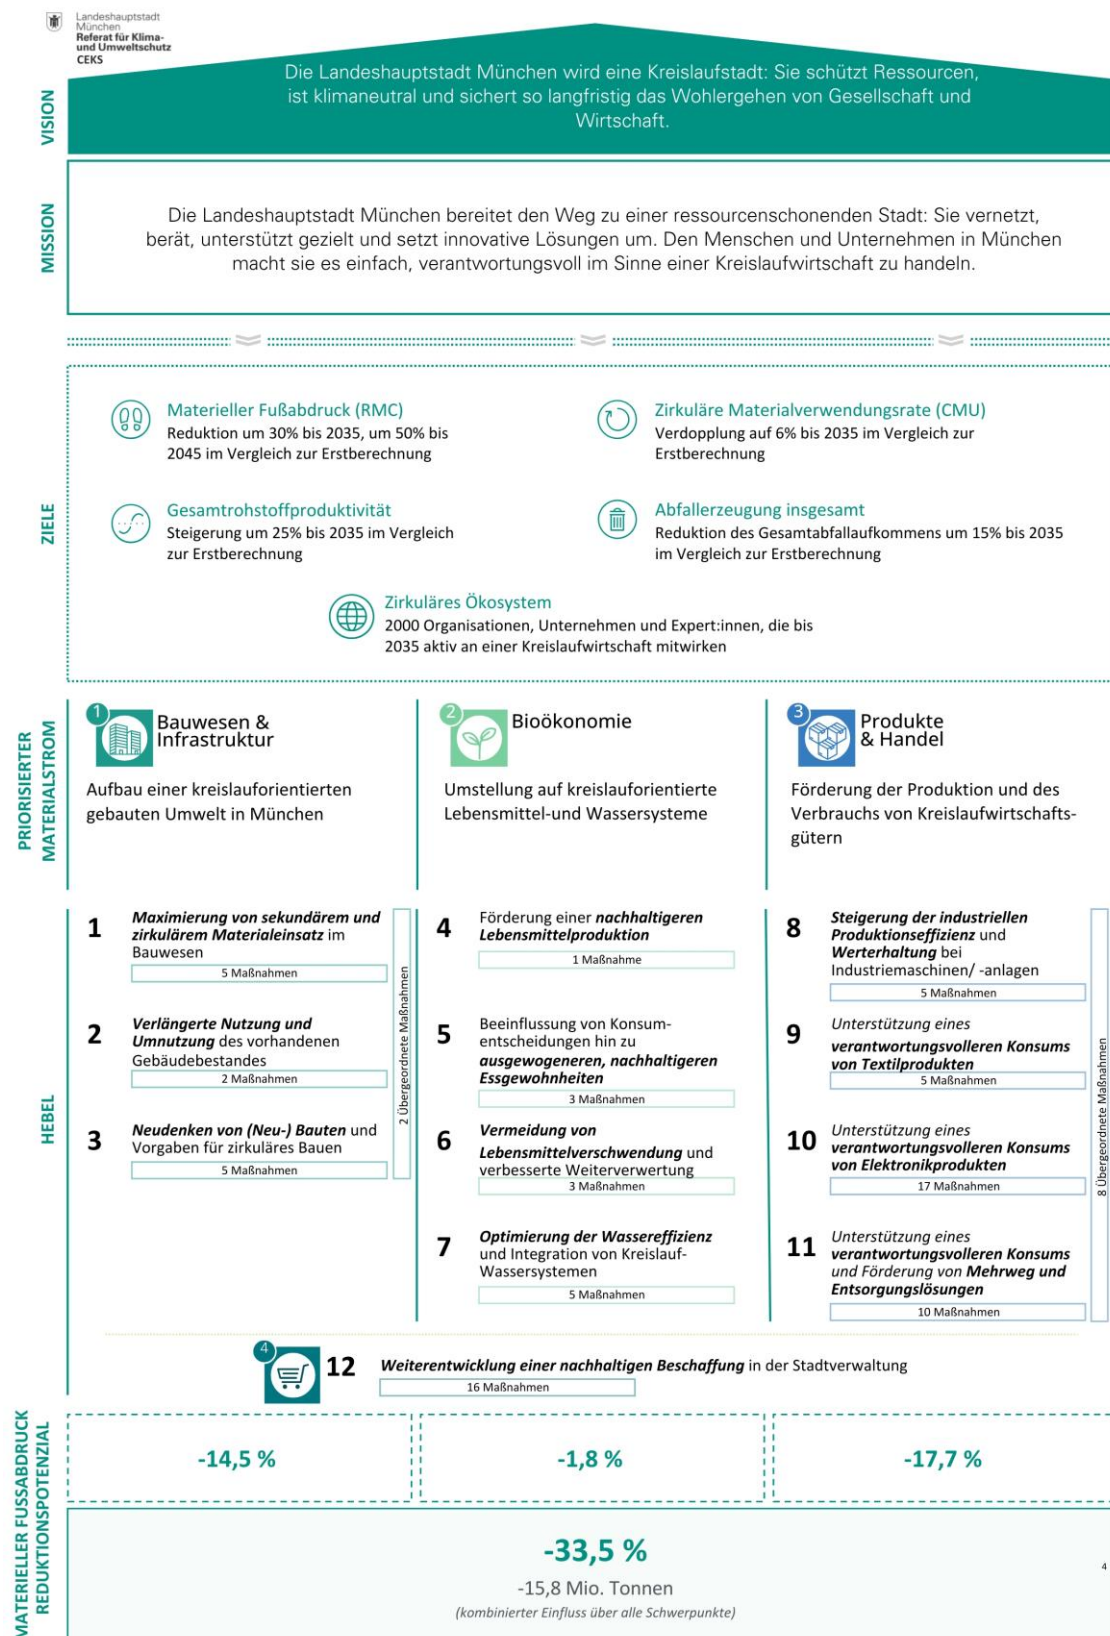 Landeshauptstadt
München
Referat für Klima-
und Umweltschutz
CEKS
VISION
Die Landeshauptstadt München wird eine Kreislaufstadt: Sie schützt Ressourcen,
ist klimaneutral und sichert so langfristig das Wohlergehen von Gesellschaft und
Wirtschaft.
MISSION
Die Landeshauptstadt München bereitet den Weg zu einer ressourcenschonenden Stadt: Sie vernetzt,
berät, unterstützt gezielt und setzt innovative Lösungen um. Den Menschen und Unternehmen in München
macht sie es einfach, verantwortungsvoll im Sinne einer Kreislaufwirtschaft zu handeln.
ZIELE
Materieller Fußabdruck (RMC)
Reduktion um 30% bis 2035, um 50% bis
2045 im Vergleich zur Erstberechnung
Zirkuläre Materialverwendungsrate (CMU)
Verdopplung auf 6% bis 2035 im Vergleich zur
Erstberechnung
Gesamtrohstoffproduktivität
Steigerung um 25% bis 2035 im Vergleich
zur Erstberechnung
Abfallerzeugung insgesamt
Reduktion des Gesamtabfallaufkommens um 15% bis 2035
im Vergleich zur Erstberechnung
Zirkuläres Ökosystem
2000 Organisationen, Unternehmen und Expert:innen, die bis
2035 aktiv an einer Kreislaufwirtschaft mitwirken
PRIORISIERTER
MATERIALSTROM
1
Bauwesen &
Infrastruktur
Aufbau einer kreislauforientierten
gebauten Umwelt in München
2
Bioökonomie
Umstellung auf kreislauforientierte
Lebensmittel-und Wassersysteme
3
Produkte
& Handel
Förderung der Produktion und des
Verbrauchs von Kreislaufwirtschafts-
gütern
HEBEL
1
Maximierung von sekundärem und
zirkulärem Materialeinsatz im
Bauwesen
5 Maßnahmen
2
Verlängerte Nutzung und
Umnutzung des vorhandenen
Gebäudebestandes
2 Maßnahmen
3
Neudenken von (Neu-) Bauten und
Vorgaben für zirkuläres Bauen
5 Maßnahmen
2 Übergeordnete Maßnahmen
4
Förderung einer nachhaltigeren
Lebensmittelproduktion
1 Maßnahme
5
Beeinflussung von Konsum-
entscheidungen hin zu
ausgewogeneren, nachhaltigeren
Essgewohnheiten
3 Maßnahmen
6
Vermeidung von
Lebensmittelverschwendung und
verbesserte Weiterverwertung
3 Maßnahmen
7
Optimierung der Wassereffizienz
und Integration von Kreislauf-
Wassersystemen
5 Maßnahmen
8
Steigerung der industriellen
Produktionseffizienz und
Werterhaltung bei
Industriemaschinen/ -anlagen
5 Maßnahmen
9
Unterstützung eines
verantwortungsvolleren Konsums
von Textilprodukten
5 Maßnahmen
10
Unterstützung eines
verantwortungsvolleren Konsums
von Elektronikprodukten
17 Maßnahmen
11
Unterstützung eines
verantwortungsvolleren Konsums
und Förderung von Mehrweg und
Entsorgungslösungen
10 Maßnahmen
8 Übergeordnete Maßnahmen
4
12
Weiterentwicklung einer nachhaltigen Beschaffung in der Stadtverwaltung
16 Maßnahmen
MATERIELLER FUSSABDRUCK
REDUKTIONSPOTENZIAL
-14,5 %
-1,8 %
-17,7 %
-33,5 %
-15,8 Mio. Tonnen
(kombinierter Einfluss über alle Schwerpunkte)
4